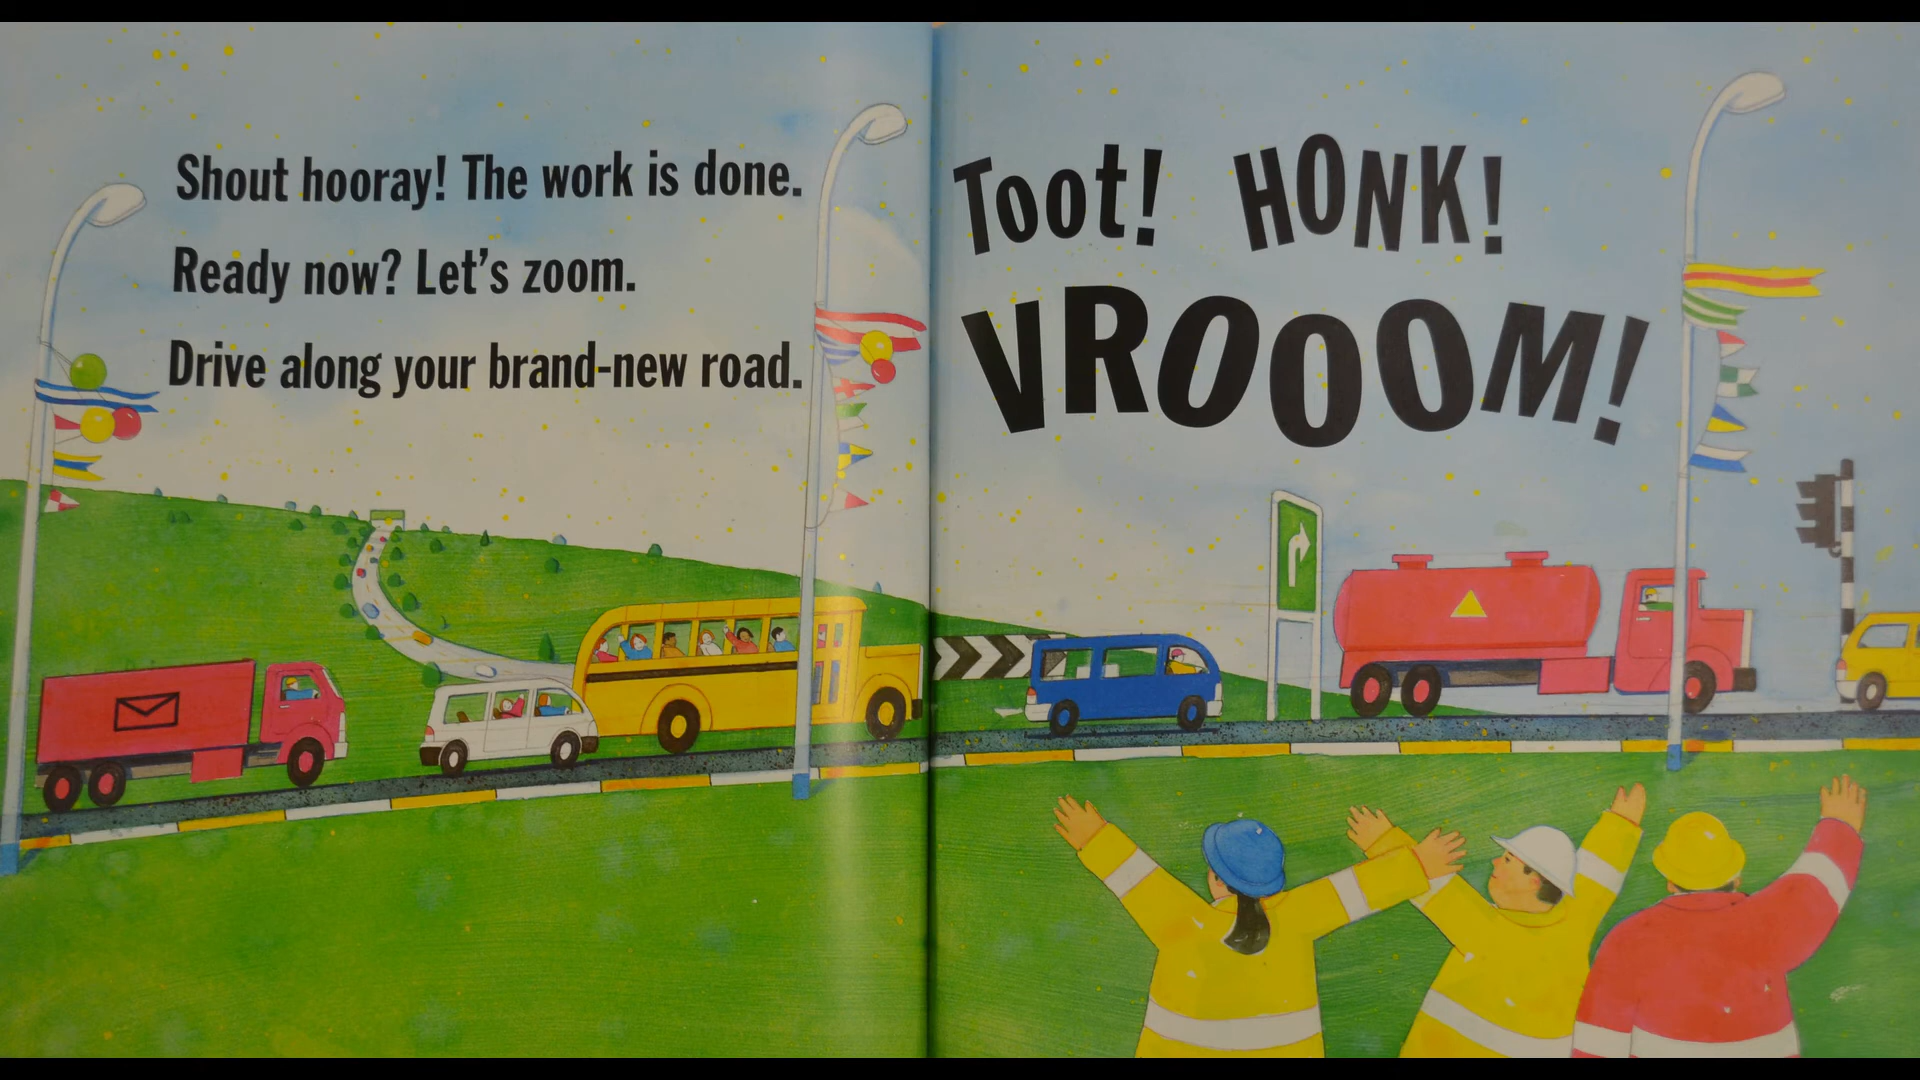 Shout hooray! The work is done.
Ready now? Let's zoom.
Drive along your brand-new road.
Toot! HONK!
VROOOM!